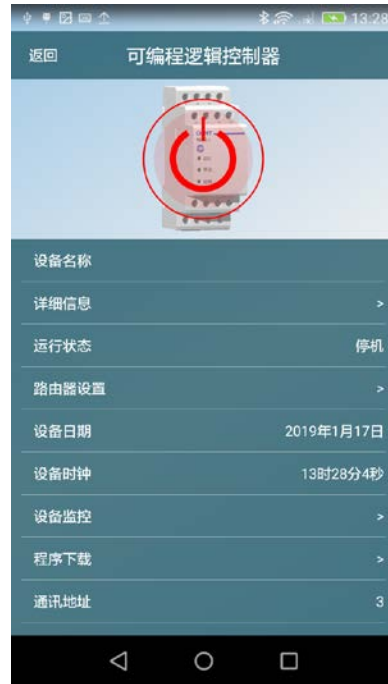 13:28
返回 可编程逻辑控制器
设备名称
详细信息 >
运行状态 停机
路由器设置 >
设备日期 2019年1月17日
设备时钟 13时28分4秒
设备监控 >
程序下载 >
通讯地址 3